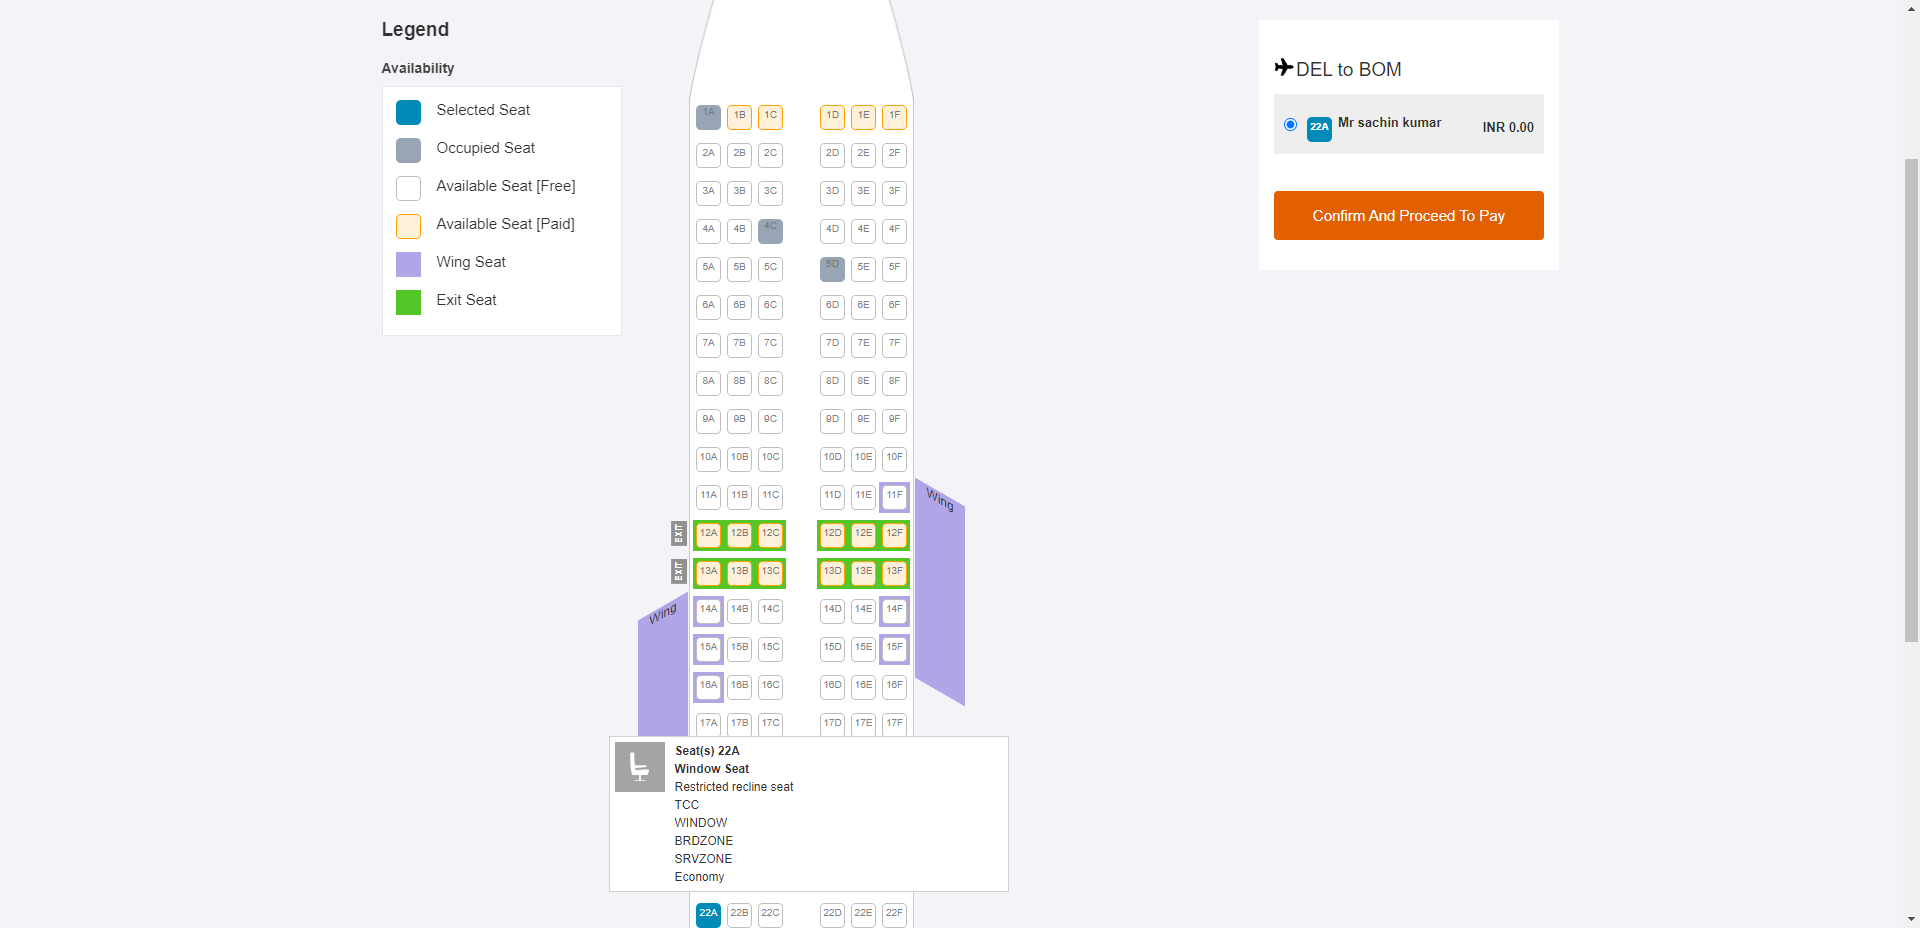 Legend
Availability
Selected Seat
Occupied Seat
Available Seat [Free]
Available Seat [Paid]
Wing Seat
Exit Seat
1A 1B 1C 1D 1E 1F
2A 2B 2C 2D 2E 2F
3A 3B 3C 3D 3E 3F
4A 4B 4C 4D 4E 4F
5A 5B 5C 5D 5E 5F
6A 6B 6C 6D 6E 6F
7A 7B 7C 7D 7E 7F
8A 8B 8C 8D 8E 8F
9A 9B 9C 9D 9E 9F
10A 10B 10C 10D 10E 10F
11A 11B 11C 11D 11E 11F Wing
EXIT 12A 12B 12C 12D 12E 12F
EXIT 13A 13B 13C 13D 13E 13F
Wing 14A 14B 14C 14D 14E 14F
15A 15B 15C 15D 15E 15F
16A 16B 16C 16D 16E 16F
17A 17B 17C 17D 17E 17F
Seat(s) 22A
Window Seat
Restricted recline seat
TCC
WINDOW
BRDZONE
SRVZONE
Economy
22A 22B 22C 22D 22E 22F
DEL to BOM
22A Mr sachin kumar INR 0.00
Confirm And Proceed To Pay